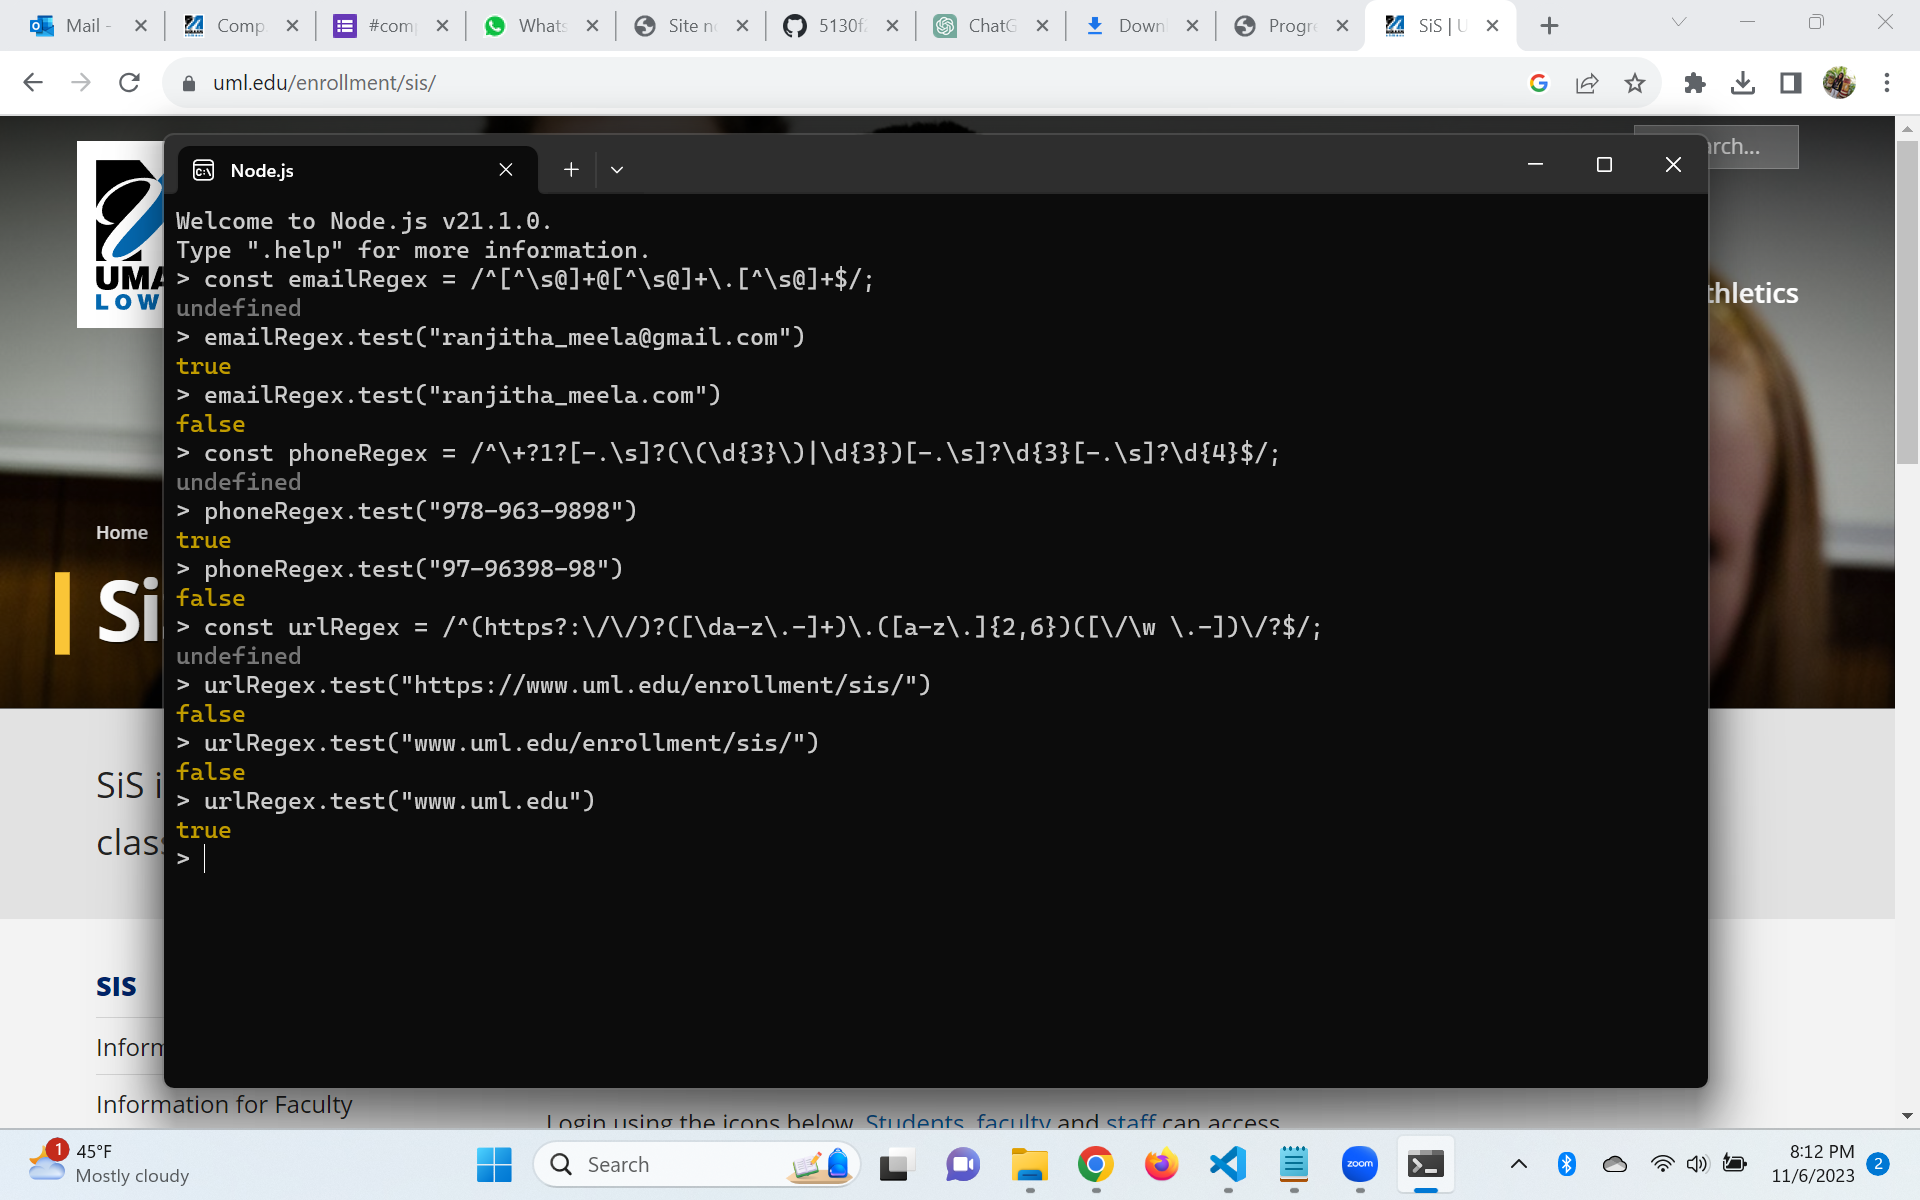 Mail -
Comp
#comp
Whats
Site n
5130f
ChatG
Down
Progre
SiS | U
uml.edu/enrollment/sis/
rch...
UMA
LOW
thletics
Home
Si
Node.js
Welcome to Node.js v21.1.0.
Type ".help" for more information.
> const emailRegex = /^[^\s@]+@[^\s@]+\.[^\s@]+$/;
undefined
> emailRegex.test("ranjitha_meela@gmail.com")
true
> emailRegex.test("ranjitha_meela.com")
false
> const phoneRegex = /^\+?1?[-.\s]?(\(\d{3}\)|\d{3})[-.\s]?\d{3}[-.\s]?\d{4}$/;
undefined
> phoneRegex.test("978-963-9898")
true
> phoneRegex.test("97-96398-98")
false
> const urlRegex = /^(https?:\/\/)?([\da-z\.-]+)\.([a-z\.]{2,6})([\/\w \.-])\/?$/;
undefined
> urlRegex.test("https://www.uml.edu/enrollment/sis/")
false
> urlRegex.test("www.uml.edu/enrollment/sis/")
false
> urlRegex.test("www.uml.edu")
true
>
SiS i
clas
SIS
Inform
Information for Faculty
Login using the icons below. Students, faculty and staff can access
1
45°F
Mostly cloudy
Search
zoom
8:12 PM
11/6/2023
2